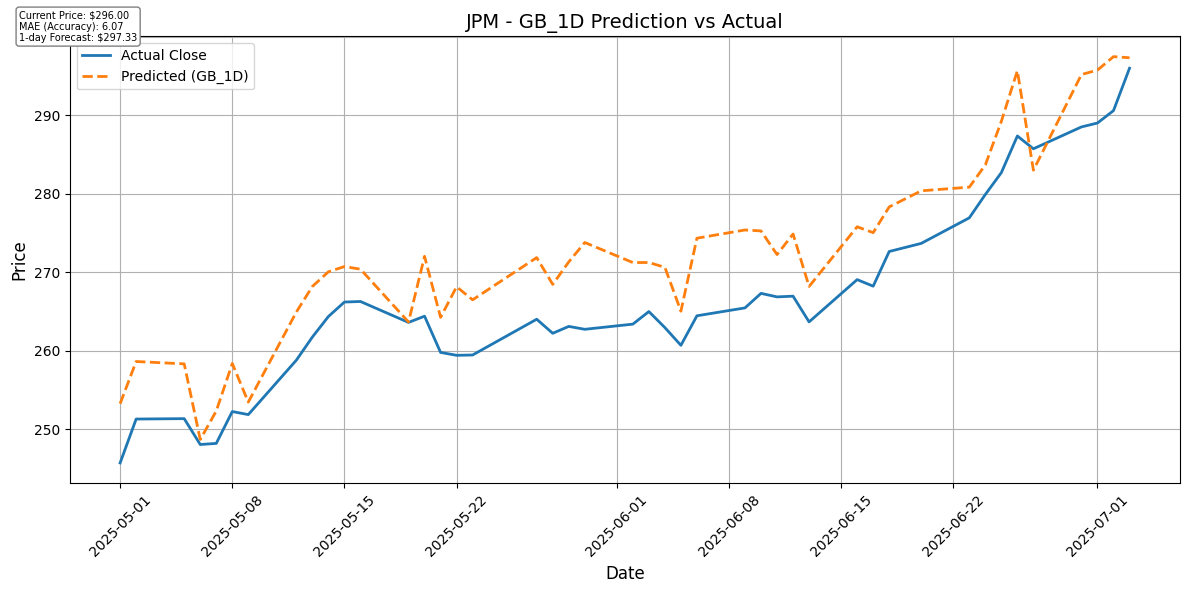 JPM - GB_1D Prediction vs Actual
Current Price: $296.00
MAE (Accuracy): 6.07
1-day Forecast: $297.33
Actual Close
Predicted (GB_1D)
Price
290
280
270
260
250
2025-05-01
2025-05-08
2025-05-15
2025-05-22
2025-06-01
2025-06-08
2025-06-15
2025-06-22
2025-07-01
Date